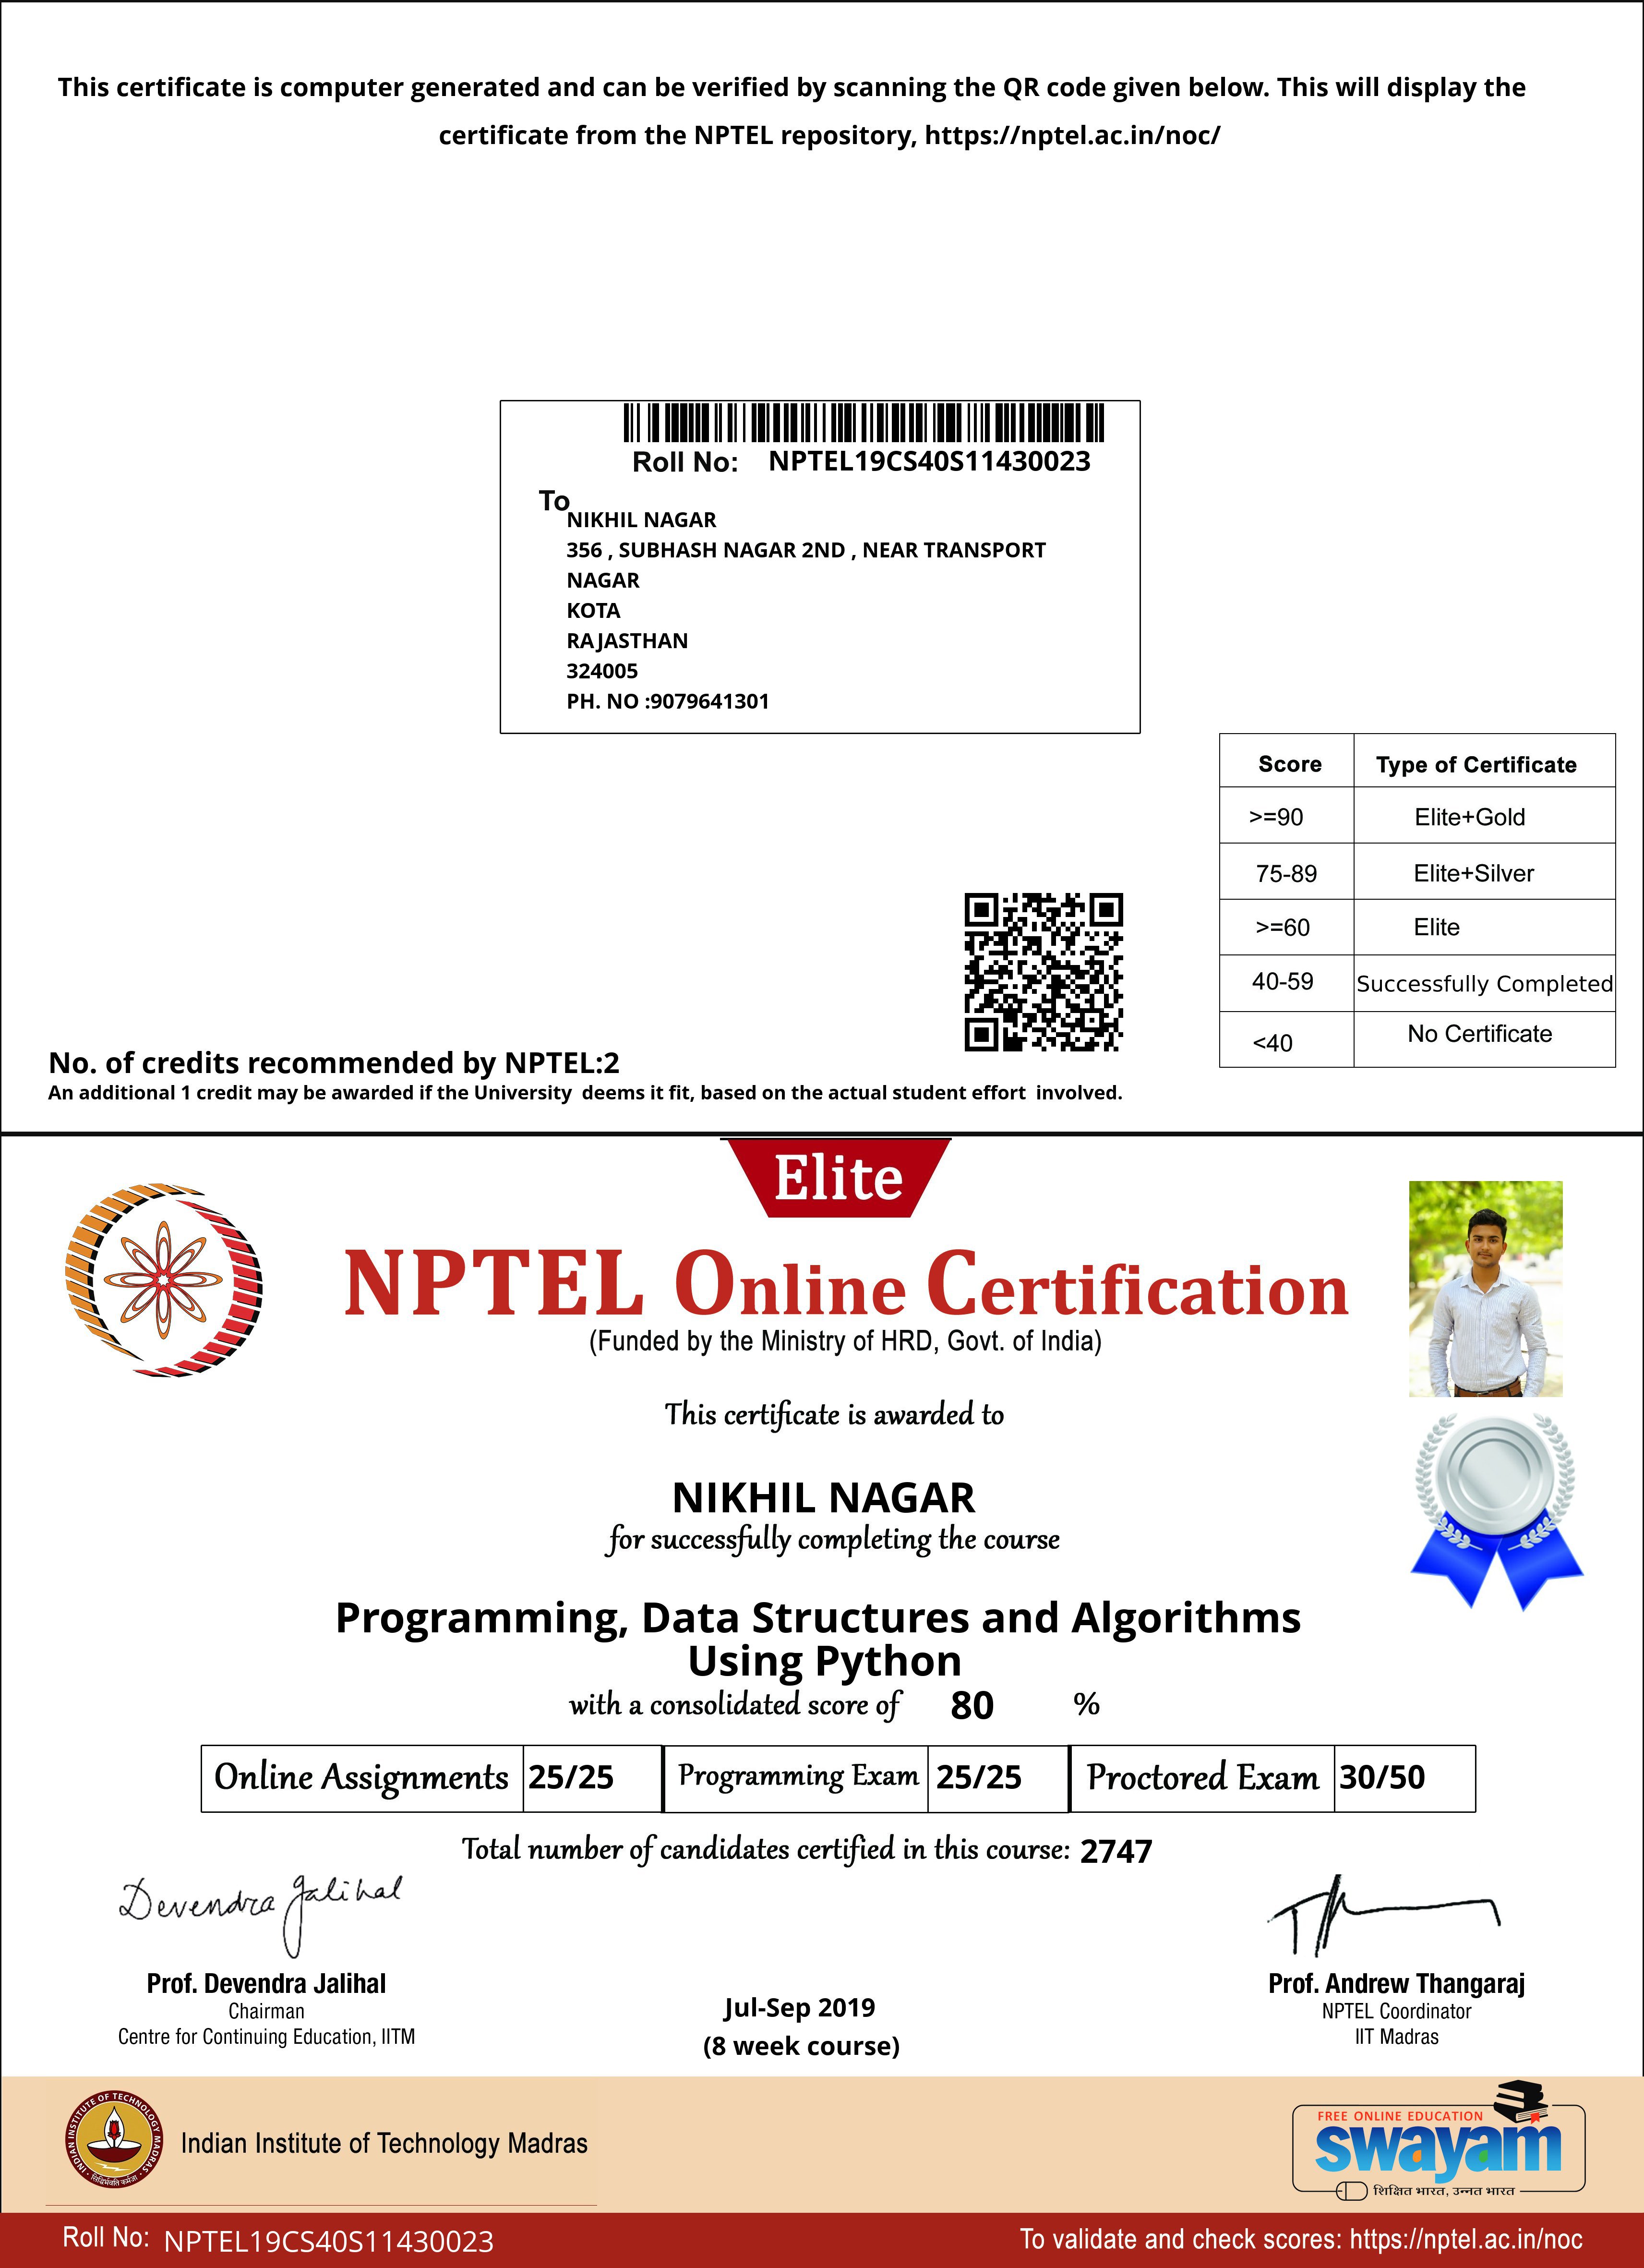 This certificate is computer generated and can be verified by scanning the QR code given below. This will display the
certificate from the NPTEL repository, https://nptel.ac.in/noc/
Roll No: NPTEL19CS40S11430023
To
NIKHIL NAGAR
356 , SUBHASH NAGAR 2ND , NEAR TRANSPORT
NAGAR
KOTA
RAJASTHAN
324005
PH. NO :9079641301
Score Type of Certificate
>=90 Elite+Gold
75-89 Elite+Silver
>=60 Elite
40-59 Successfully Completed
<40 No Certificate
No. of credits recommended by NPTEL:2
An additional 1 credit may be awarded if the University deems it fit, based on the actual student effort involved.
Elite
NPTEL Online Certification
(Funded by the Ministry of HRD, Govt. of India)
This certificate is awarded to
NIKHIL NAGAR
for successfully completing the course
Programming, Data Structures and Algorithms
Using Python
with a consolidated score of 80 %
Online Assignments 25/25 Programming Exam 25/25 Proctored Exam 30/50
Total number of candidates certified in this course: 2747
Devendra Jalihal
Prof. Devendra Jalihal
Chairman
Centre for Continuing Education, IITM
Jul-Sep 2019
(8 week course)
Prof. Andrew Thangaraj
NPTEL Coordinator
IIT Madras
INDIAN INSTITUTE OF TECHNOLOGY MADRAS
सिद्धिर्भवति कर्मजा
Indian Institute of Technology Madras
FREE ONLINE EDUCATION
swayam
शिक्षित भारत, उन्नत भारत
Roll No: NPTEL19CS40S11430023
To validate and check scores: https://nptel.ac.in/noc